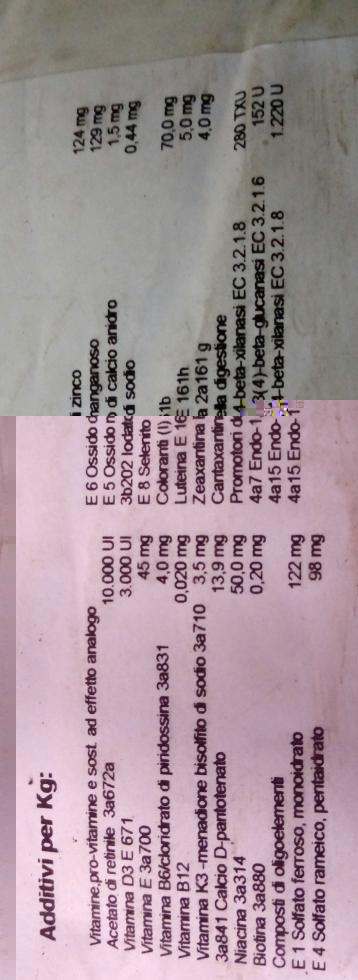 Additivi per Kg:
Vitamine,pro-vitamine e sost. ad effetto analogo
Acetato di retinile 3a672a 10.000 UI
Vitamina D3 E 671 3.000 UI
Vitamina E 3a700 45 mg
Vitamina B6/cloridrato di piridossina 3a831 4,0 mg
Vitamina B12 0,020 mg
Vitamina K3 -menadione bisolfito di sodio 3a710 3,5 mg
3a841 Calcio D-pantotenato 13,9 mg
Niacina 3a314 50,0 mg
Biotina 3a880 0,20 mg
Composti di oligoelementi
E 1 Solfato ferroso, monoidrato 122 mg
E 4 Solfato rameico, pentaidrato 98 mg
zinco 124 mg
E 6 Ossido manganoso 129 mg
E 5 Ossido di calcio anidro 1,5 mg
3b202 Iodato di sodio 0,44 mg
E 8 Selenito
Coloranti (I) 70,0 mg
Luteina E 161h 5,0 mg
Zeaxantina 2a161 g 4,0 mg
Cantaxantina digestione
Promotori 4-beta-xilanasi EC 3.2.1.8 280 TXU
4a7 Endo-1, 3(4)-beta-glucanasi EC 3.2.1.6 152 U
4a15 Endo- 4-beta-xilanasi EC 3.2.1.8 1.220 U
4a15 Endo-1